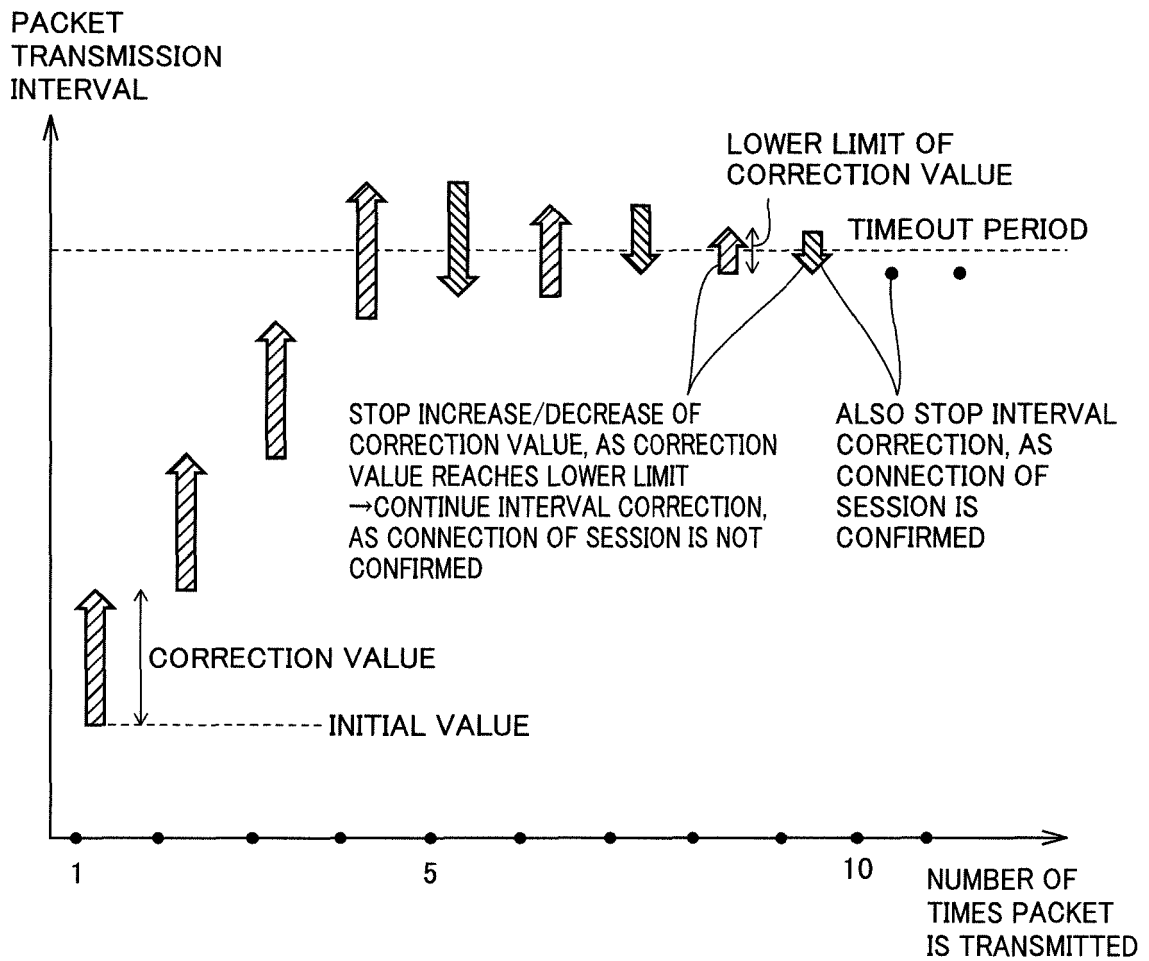 PACKET
TRANSMISSION
INTERVAL
LOWER LIMIT OF
CORRECTION VALUE
TIMEOUT PERIOD
STOP INCREASE/DECREASE OF
CORRECTION VALUE, AS CORRECTION
VALUE REACHES LOWER LIMIT
→CONTINUE INTERVAL CORRECTION,
AS CONNECTION OF SESSION IS NOT
CONFIRMED
ALSO STOP INTERVAL
CORRECTION, AS
CONNECTION OF
SESSION IS
CONFIRMED
CORRECTION VALUE
INITIAL VALUE
1
5
10
NUMBER OF
TIMES PACKET
IS TRANSMITTED